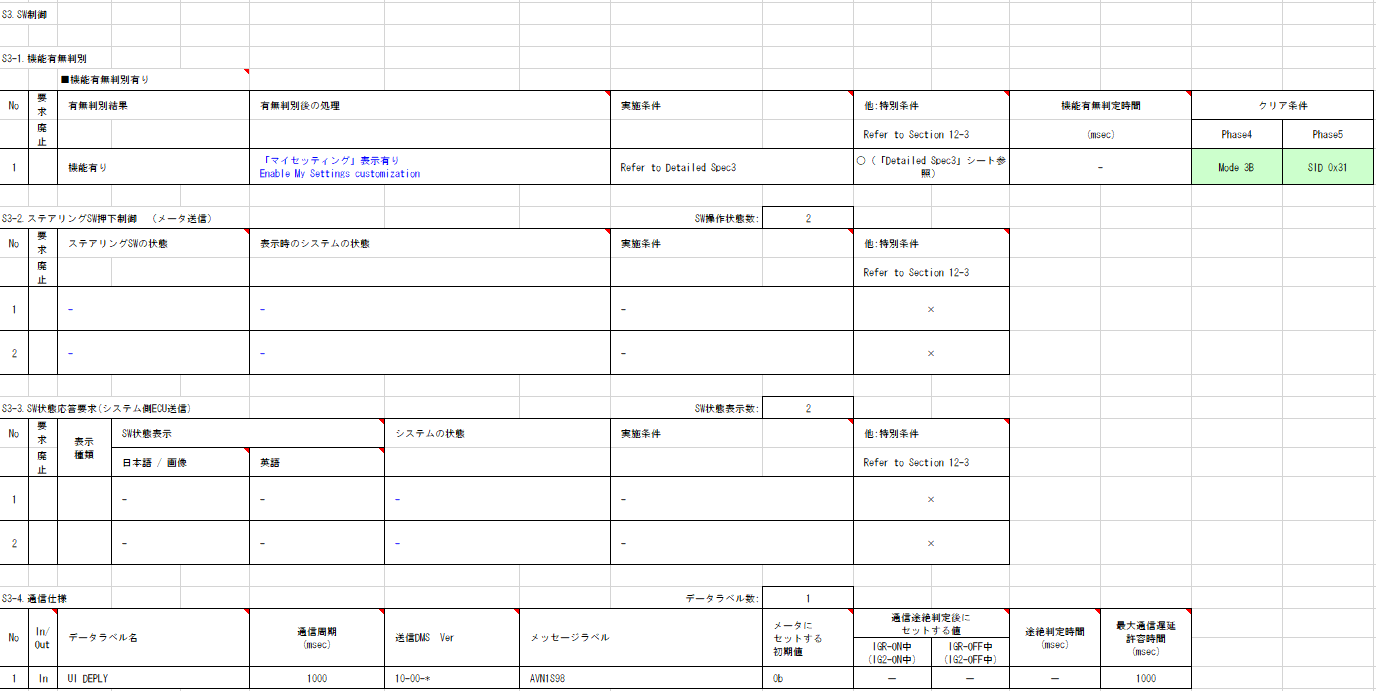 S3.SW制御
S3-1.機能有無判別
■機能有無判別有り
No 要求 有無判別結果 有無判別後の処理 実施条件 他:特別条件 機能有無判定時間 クリア条件
廃止 Refer to Section 12-3 (msec) Phase4 Phase5
1 機能有り 「マイセッティング」表示有り Refer to Detailed Spec3 ○（「Detailed Spec3」シート参照） - Mode 3B SID 0x31
Enable My Settings customization
S3-2.ステアリングSW押下制御 （メータ送信） SW操作状態数: 2
No 要求 ステアリングSWの状態 表示時のシステムの状態 実施条件 他:特別条件
廃止 Refer to Section 12-3
1 - - - ×
2 - - - ×
S3-3.SW状態応答要求(システム側ECU送信) SW状態表示数: 2
No 要求 表示種類 SW状態表示 システムの状態 実施条件 他:特別条件
廃止 日本語 / 画像 英語 Refer to Section 12-3
1 - - - - ×
2 - - - - ×
S3-4.通信仕様 データラベル数: 1
No In/Out データラベル名 通信周期(msec) 送信DMS Ver メッセージラベル メータにセットする初期値 通信途絶判定後にセットする値 途絶判定時間(msec) 最大通信遅延許容時間(msec)
IGR-ON中(IG2-ON中) IGR-OFF中(IG2-OFF中)
1 In UI DEPLY 1000 10-00-* AVN1S98 0b － － － 1000